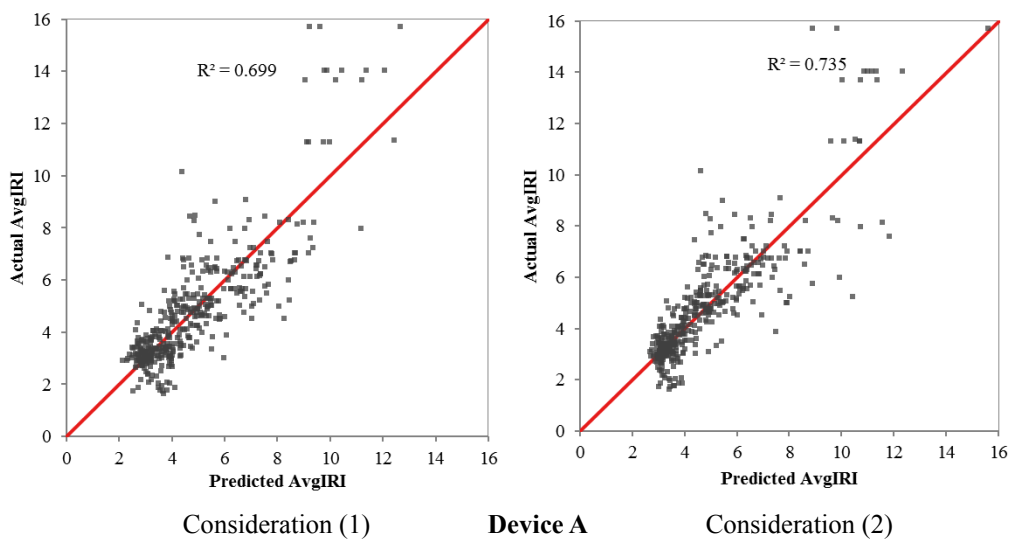 16
14
12
10
8
6
4
2
0
Actual AvgIRI
R² = 0.699
0 2 4 6 8 10 12 14 16
Predicted AvgIRI
16
14
12
10
8
6
4
2
0
Actual AvgIRI
R² = 0.735
0 2 4 6 8 10 12 14 16
Predicted AvgIRI
Consideration (1) Device A Consideration (2)